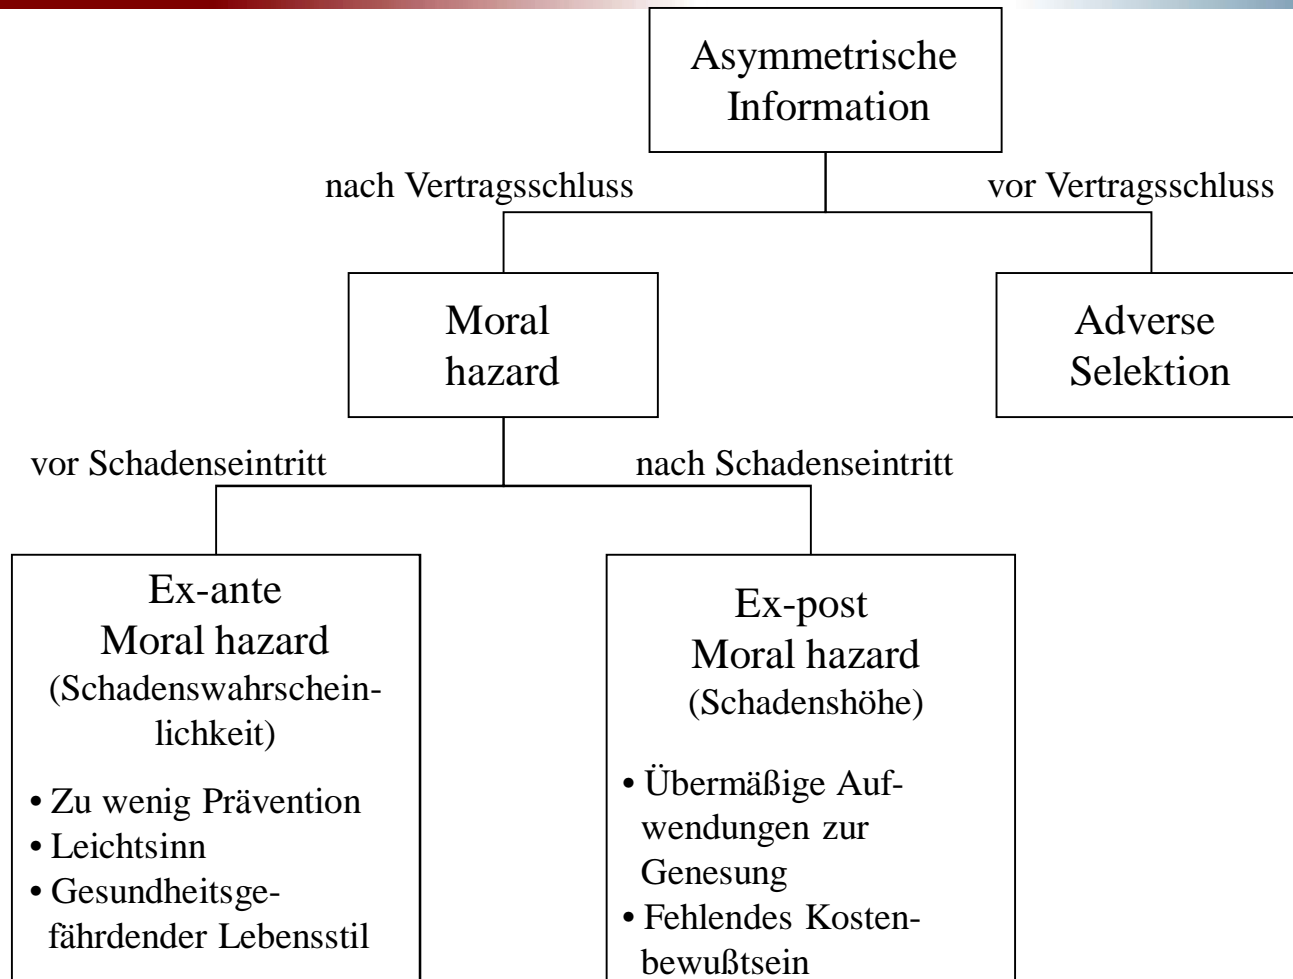 Asymmetrische
Information
nach Vertragsschluss
vor Vertragsschluss
Moral
hazard
Adverse
Selektion
vor Schadenseintritt
nach Schadenseintritt
Ex-ante
Moral hazard
(Schadenswahrschein-
lichkeit)
• Zu wenig Prävention
• Leichtsinn
• Gesundheitsge-
fährdender Lebensstil
Ex-post
Moral hazard
(Schadenshöhe)
• Übermäßige Auf-
wendungen zur
Genesung
• Fehlendes Kosten-
bewußtsein